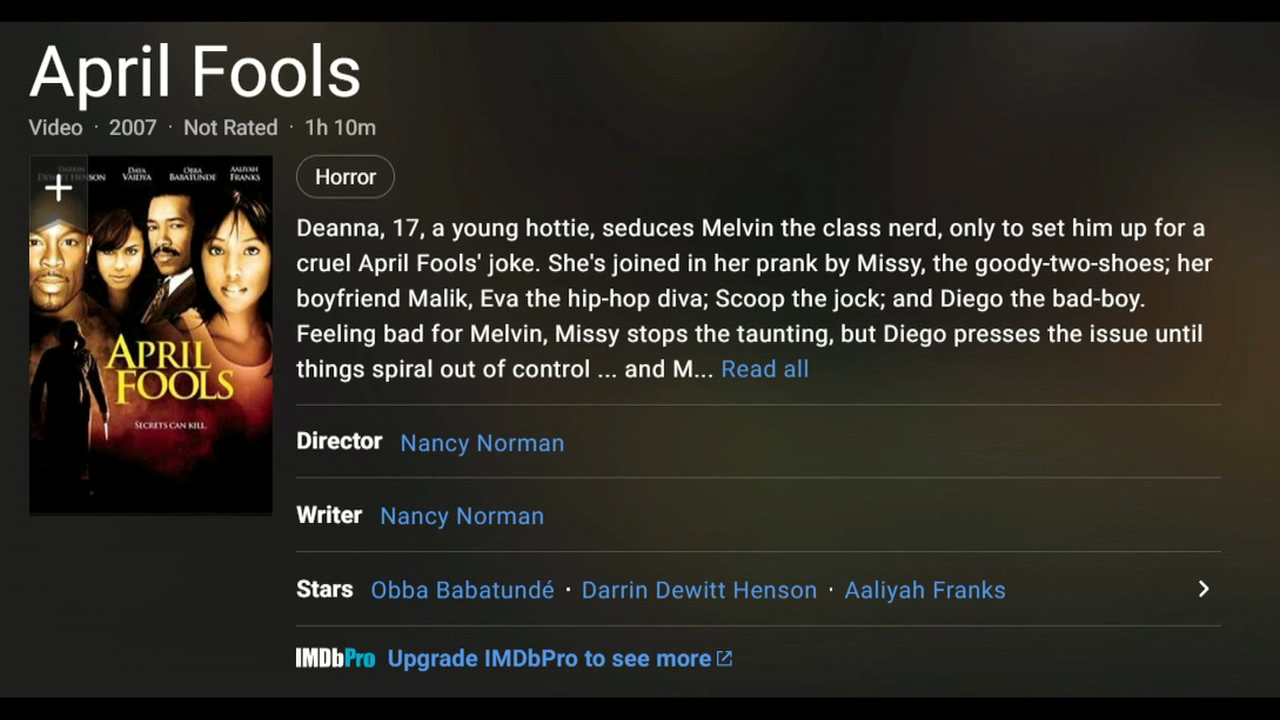 April Fools
Video · 2007 · Not Rated · 1h 10m
DARRIN DEWITT HENSON
DAYA VAIDYA
OBBA BABATUNDE
AALIYAH FRANKS
APRIL
FOOLS
SECRETS CAN KILL.
Horror
Deanna, 17, a young hottie, seduces Melvin the class nerd, only to set him up for a
cruel April Fools' joke. She's joined in her prank by Missy, the goody-two-shoes; her
boyfriend Malik, Eva the hip-hop diva; Scoop the jock; and Diego the bad-boy.
Feeling bad for Melvin, Missy stops the taunting, but Diego presses the issue until
things spiral out of control ... and M... Read all
Director Nancy Norman
Writer Nancy Norman
Stars Obba Babatundé · Darrin Dewitt Henson · Aaliyah Franks
IMDbPro Upgrade IMDbPro to see more